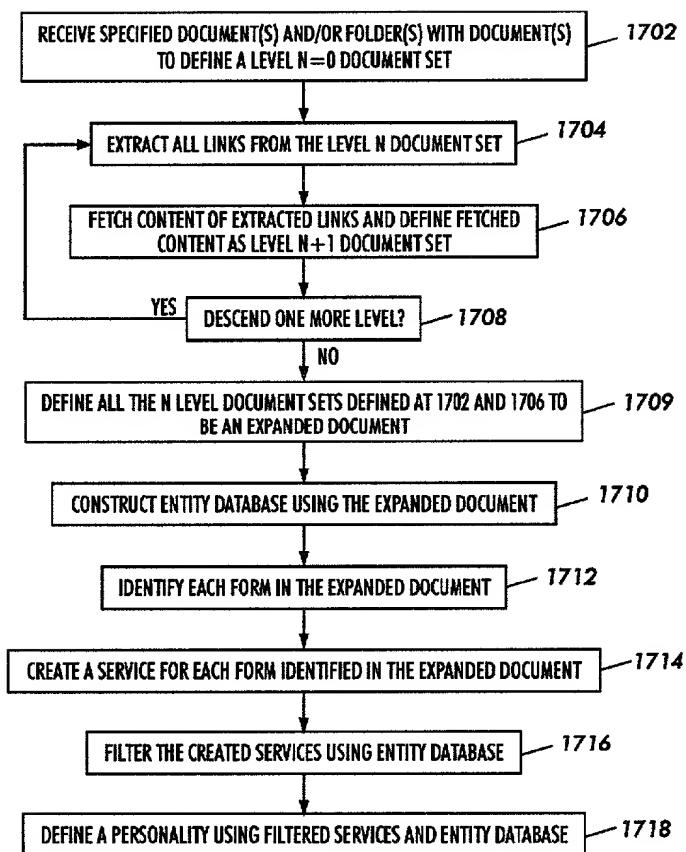 RECEIVE SPECIFIED DOCUMENT(S) AND/OR FOLDER(S) WITH DOCUMENT(S)
TO DEFINE A LEVEL N=0 DOCUMENT SET
1702
EXTRACT ALL LINKS FROM THE LEVEL N DOCUMENT SET
1704
FETCH CONTENT OF EXTRACTED LINKS AND DEFINE FETCHED
CONTENT AS LEVEL N+1 DOCUMENT SET
1706
YES
DESCEND ONE MORE LEVEL?
1708
NO
DEFINE ALL THE N LEVEL DOCUMENT SETS DEFINED AT 1702 AND 1706 TO
BE AN EXPANDED DOCUMENT
1709
CONSTRUCT ENTITY DATABASE USING THE EXPANDED DOCUMENT
1710
IDENTIFY EACH FORM IN THE EXPANDED DOCUMENT
1712
CREATE A SERVICE FOR EACH FORM IDENTIFIED IN THE EXPANDED DOCUMENT
1714
FILTER THE CREATED SERVICES USING ENTITY DATABASE
1716
DEFINE A PERSONALITY USING FILTERED SERVICES AND ENTITY DATABASE
1718